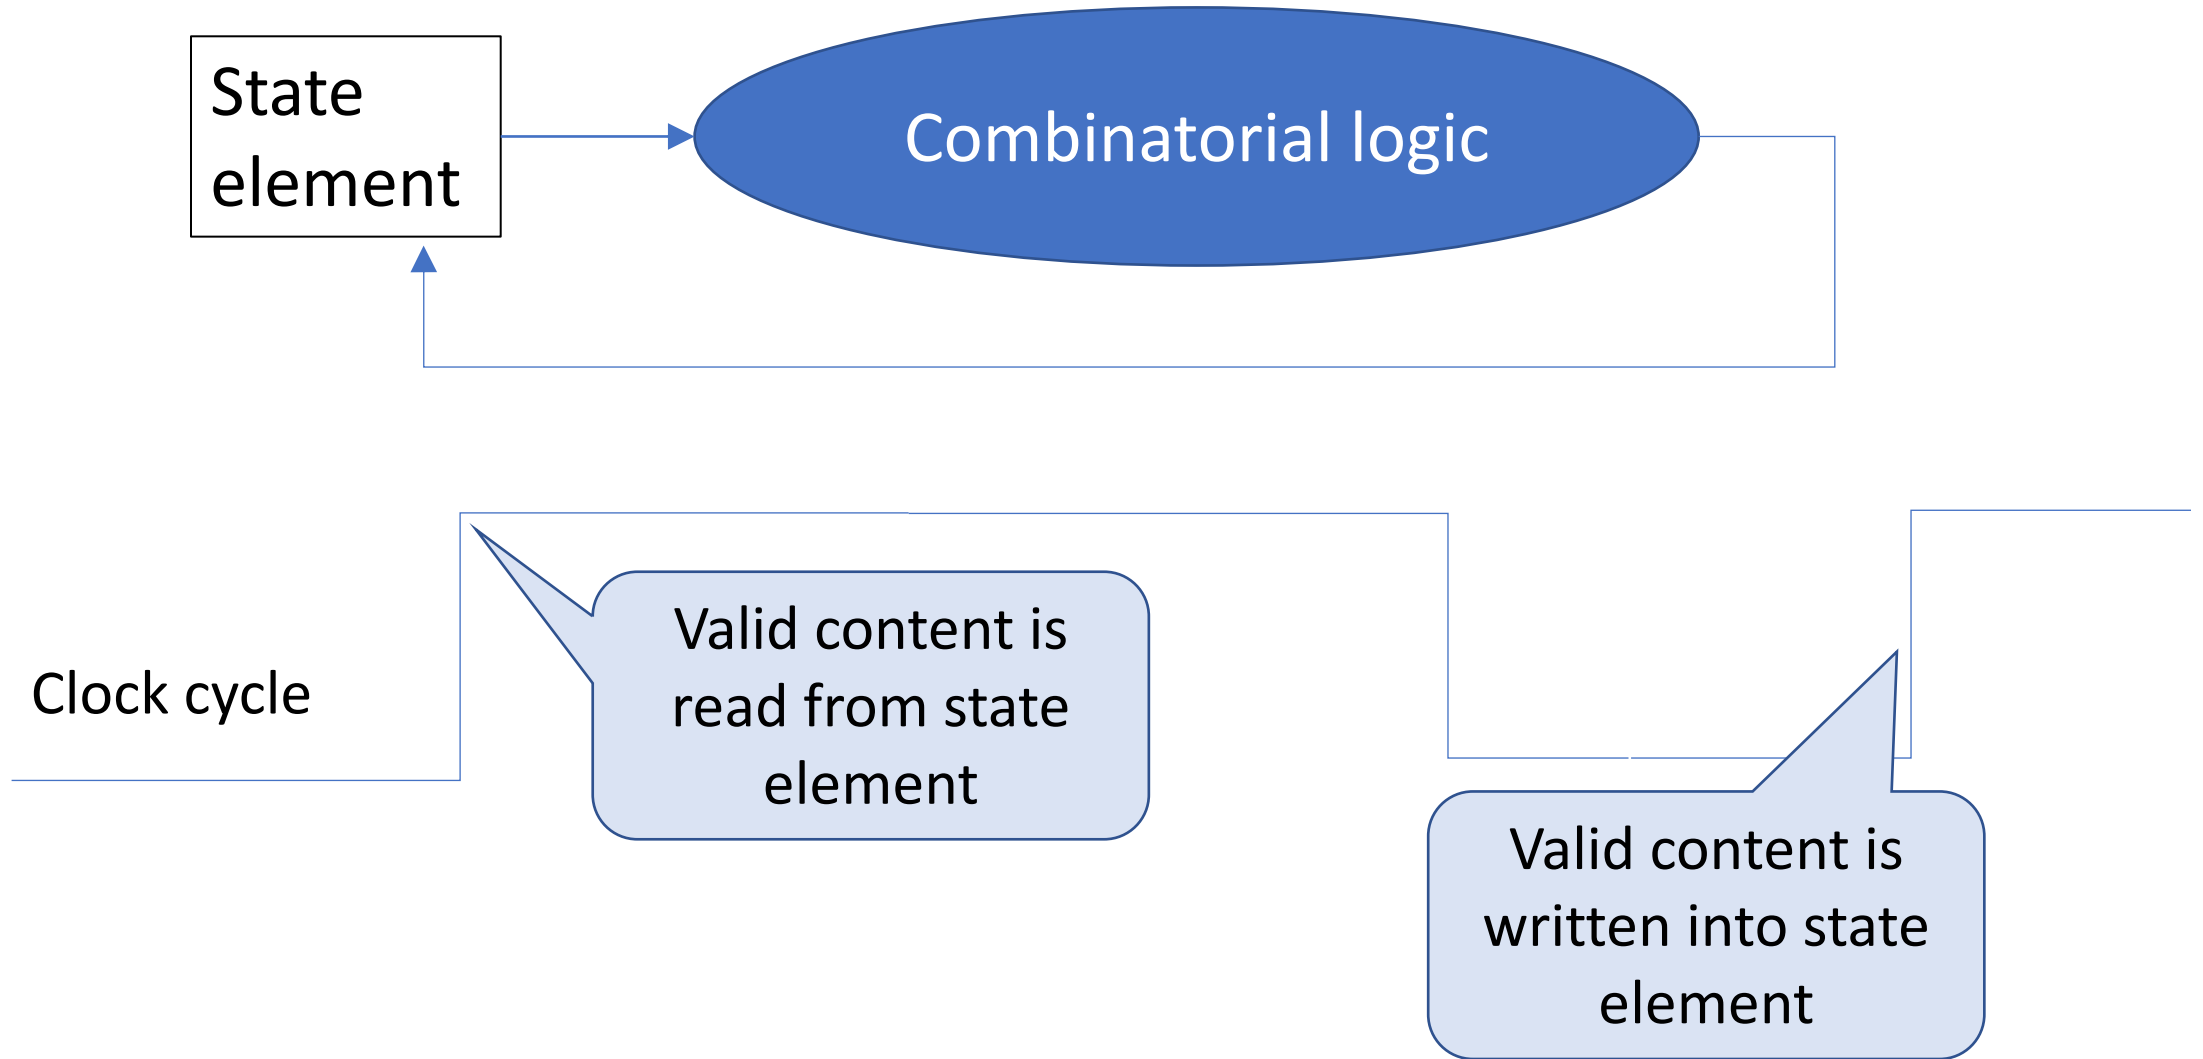 State
element
Combinatorial logic
Clock cycle
Valid content is
read from state
element
Valid content is
written into state
element